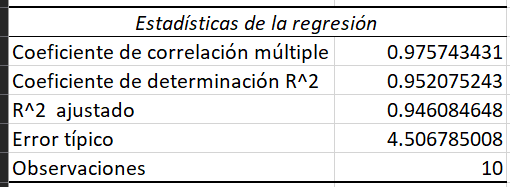 Estadísticas de la regresión
Coeficiente de correlación múltiple 0.975743431
Coeficiente de determinación R^2 0.952075243
R^2  ajustado 0.946084648
Error típico 4.506785008
Observaciones 10